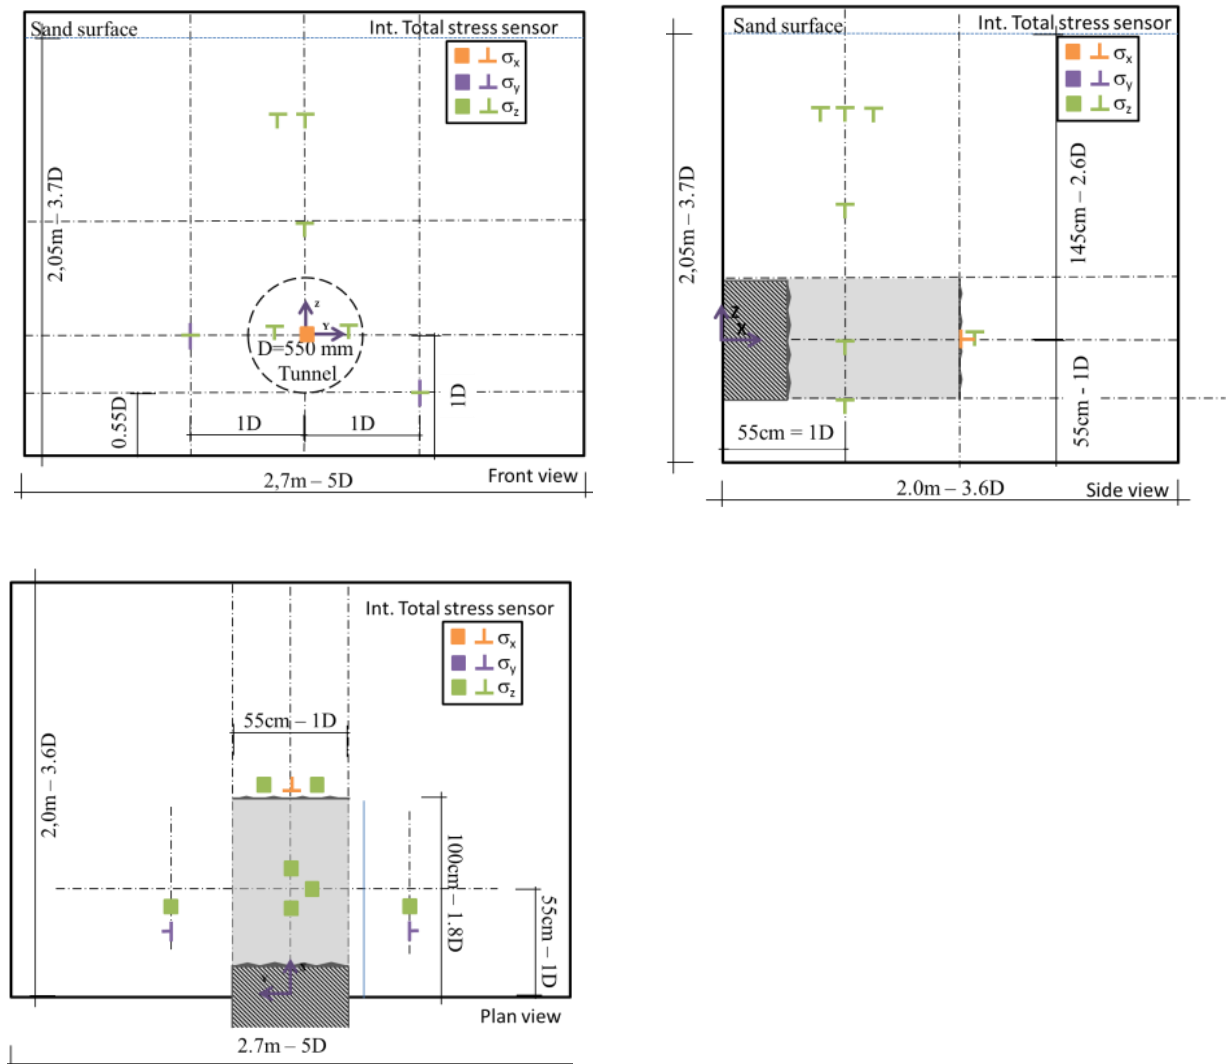 Sand surface
Int. Total stress sensor
σx
σy
σz
2,05m – 3.7D
z
Y
D=550 mm
Tunnel
0.55D
1D
1D
1D
Front view
2,7m – 5D
Sand surface
Int. Total stress sensor
σx
σy
σz
2,05m – 3.7D
145cm – 2.6D
Z
X
55cm - 1D
55cm = 1D
2.0m – 3.6D
Side view
Int. Total stress sensor
σx
σy
σz
55cm – 1D
2,0m – 3.6D
100cm – 1.8D
55cm – 1D
Plan view
2.7m – 5D